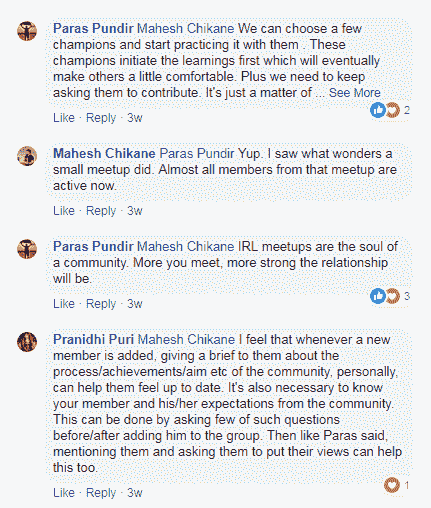 Paras Pundir Mahesh Chikane We can choose a few
champions and start practicing it with them . These
champions initiate the learnings first which will eventually
make others a little comfortable. Plus we need to keep
asking them to contribute. It's just a matter of ... See More
2
Like · Reply · 3w
Mahesh Chikane Paras Pundir Yup. I saw what wonders a
small meetup did. Almost all members from that meetup are
active now.
Like · Reply · 3w
Paras Pundir Mahesh Chikane IRL meetups are the soul of
a community. More you meet, more strong the relationship
will be.
3
Like · Reply · 3w
Pranidhi Puri Mahesh Chikane I feel that whenever a new
member is added, giving a brief to them about the
process/achievements/aim etc of the community, personally,
can help them feel up to date. It's also necessary to know
your member and his/her expectations from the community.
This can be done by asking few of such questions
before/after adding him to the group. Then like Paras said,
mentioning them and asking them to put their views can help
this too.
1
Like · Reply · 3w